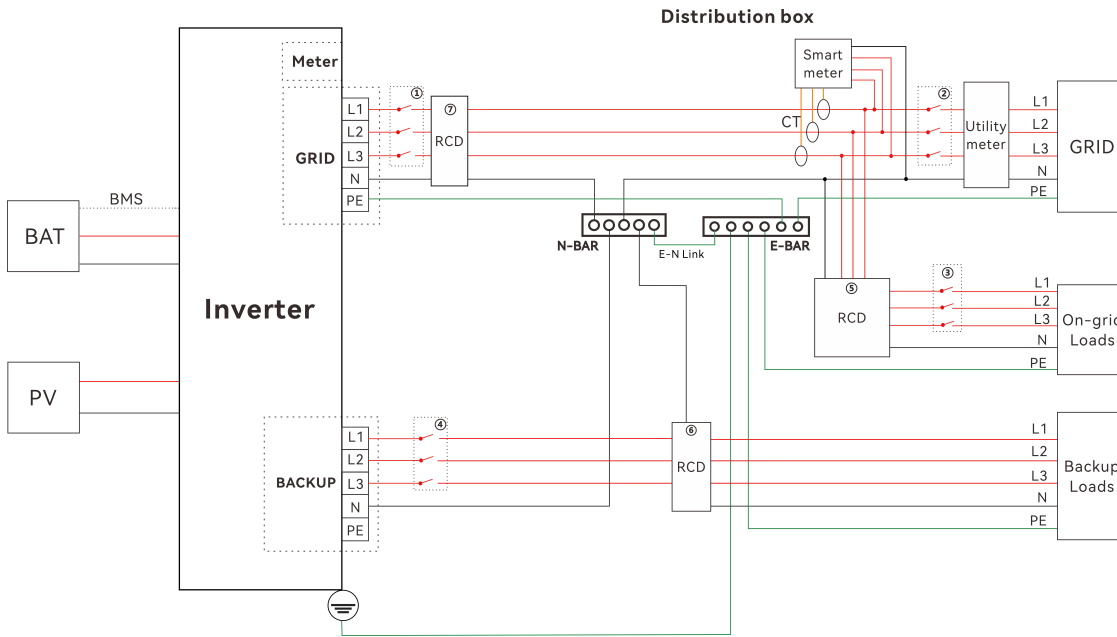 Distribution box
Smart
meter
Meter
①
②
L1
L2
L3
N
PE
GRID
⑦
RCD
CT
Utility
meter
L1
L2
L3
N
PE
GRID
BMS
BAT
N-BAR
E-N Link
E-BAR
Inverter
⑤
RCD
③
L1
L2
L3
N
PE
On-grid
Loads
PV
④
L1
L2
L3
N
PE
BACKUP
⑥
RCD
L1
L2
L3
N
PE
Backup
Loads